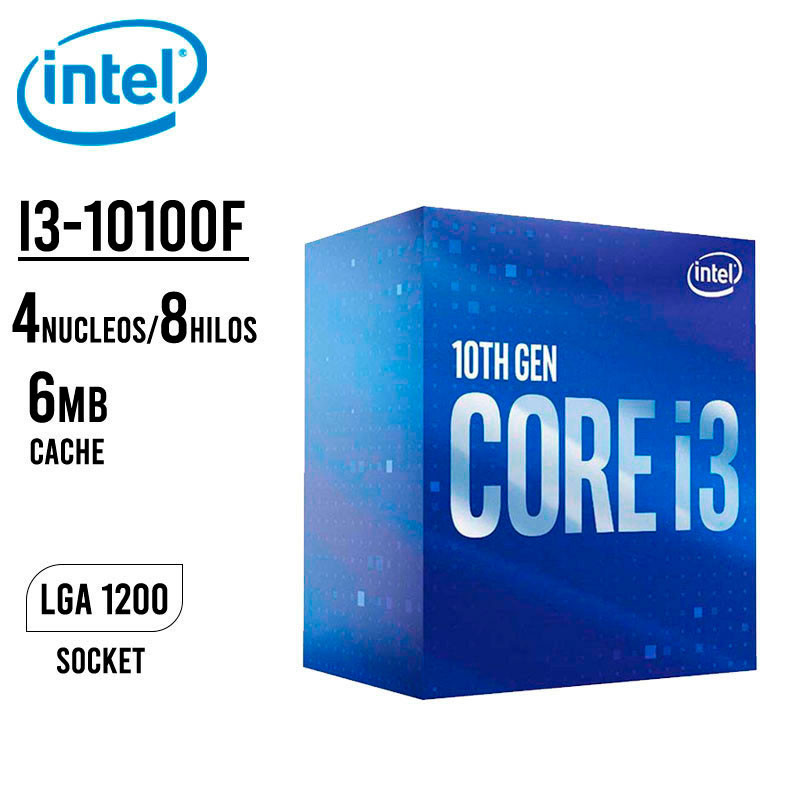 intel®
I3-10100F
4NUCLEOS/8HILOS
6MB
CACHE
LGA 1200
SOCKET
intel
10TH GEN
CORE i3